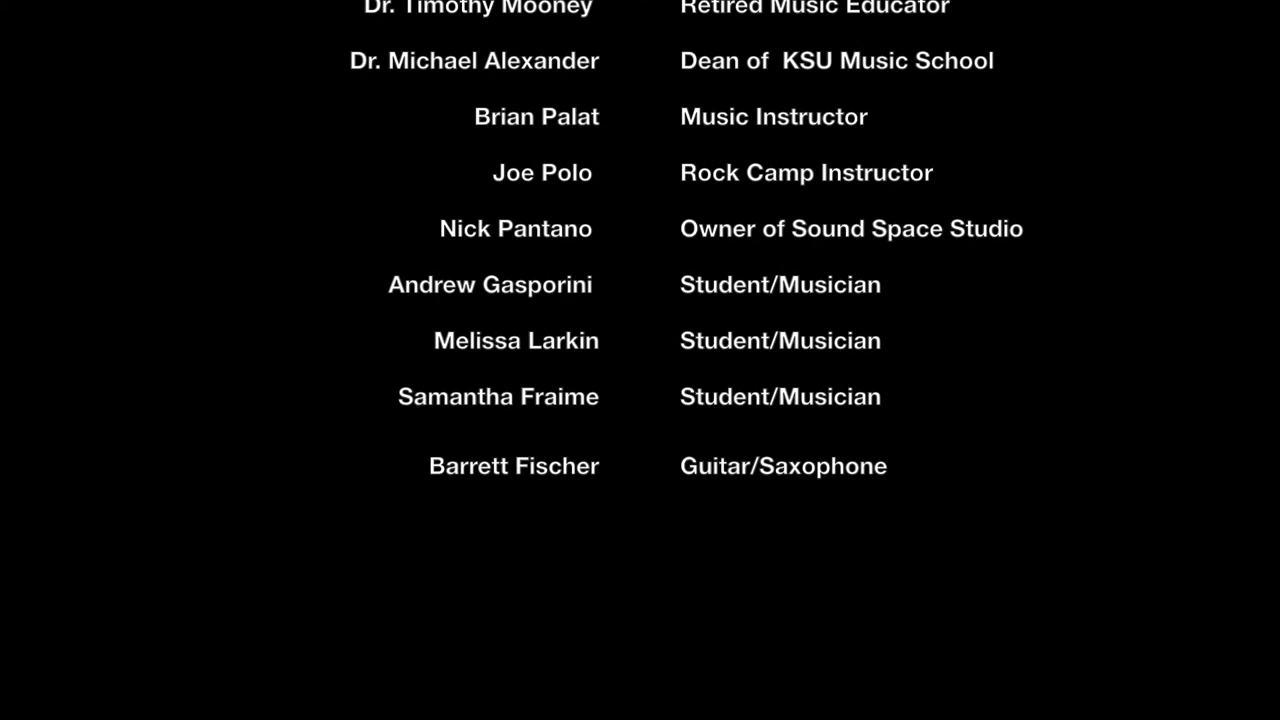 Dr. Timothy Mooney Retired Music Educator
Dr. Michael Alexander Dean of KSU Music School
Brian Palat Music Instructor
Joe Polo Rock Camp Instructor
Nick Pantano Owner of Sound Space Studio
Andrew Gasporini Student/Musician
Melissa Larkin Student/Musician
Samantha Fraime Student/Musician
Barrett Fischer Guitar/Saxophone